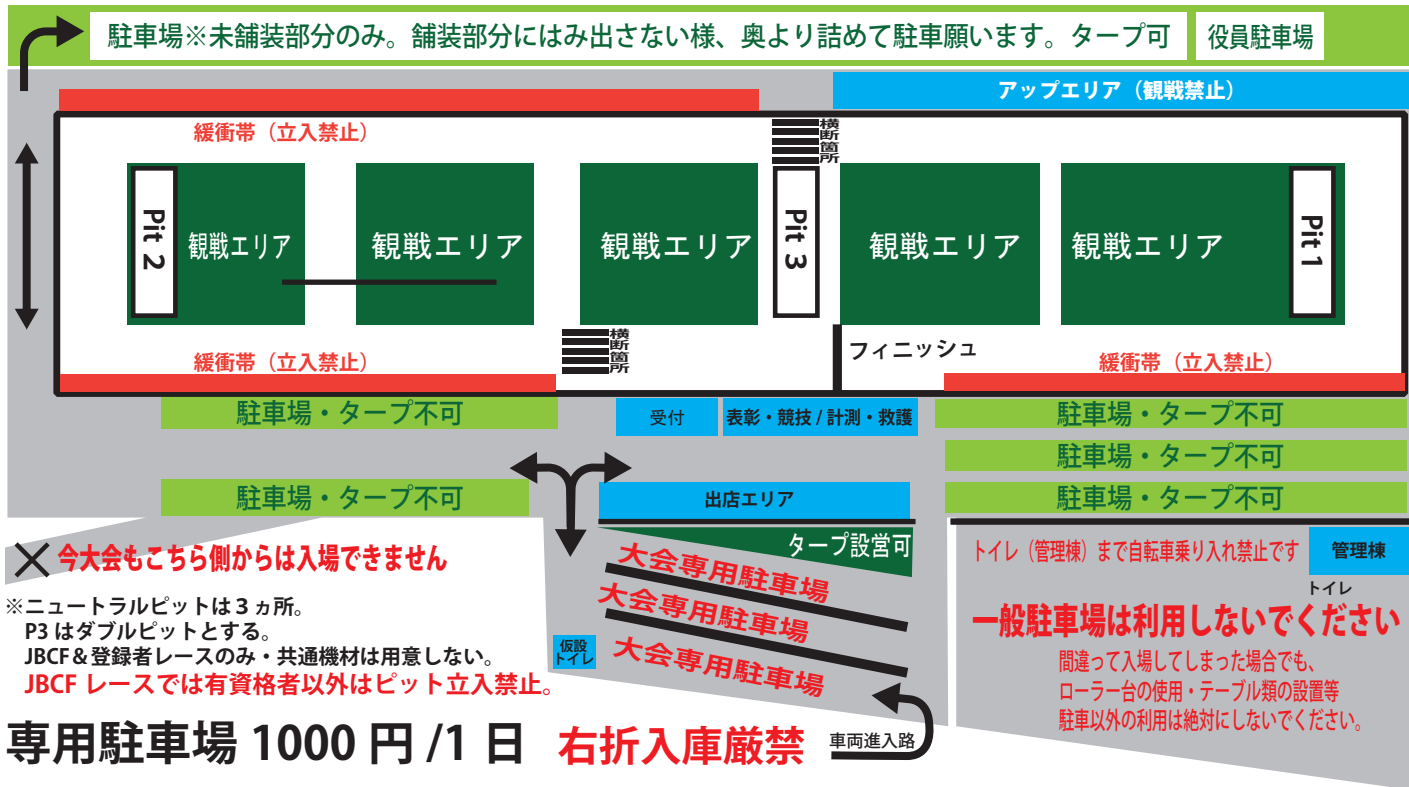 駐車場※未舗装部分のみ。舗装部分にはみ出さない様、奥より詰めて駐車願います。タープ可
役員駐車場
アップエリア（観戦禁止）
緩衝帯（立入禁止）
横断箇所
Pit 2
観戦エリア
観戦エリア
観戦エリア
Pit 3
観戦エリア
観戦エリア
Pit 1
横断箇所
フィニッシュ
緩衝帯（立入禁止）
緩衝帯（立入禁止）
駐車場・タープ不可
受付
表彰・競技 / 計測・救護
駐車場・タープ不可
駐車場・タープ不可
駐車場・タープ不可
出店エリア
駐車場・タープ不可
タープ設営可
今大会もこちら側からは入場できません
大会専用駐車場
大会専用駐車場
大会専用駐車場
仮設
トイレ
トイレ（管理棟）まで自転車乗り入れ禁止です
管理棟
トイレ
一般駐車場は利用しないでください
間違って入場してしまった場合でも、
ローラー台の使用・テーブル類の設置等
駐車以外の利用は絶対にしないでください。
※ニュートラルピットは 3 ヵ所。
P3 はダブルピットとする。
JBCF＆登録者レースのみ・共通機材は用意しない。
JBCF レースでは有資格者以外はピット立入禁止。
専用駐車場 1000 円 /1 日
右折入庫厳禁
車両進入路